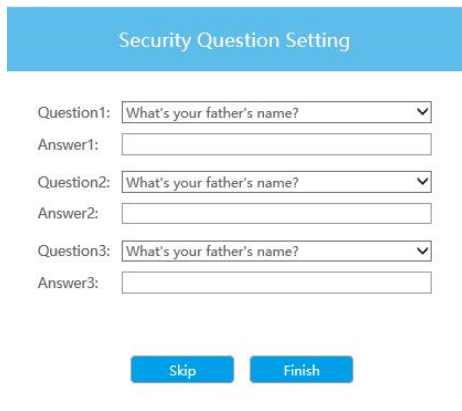 Security Question Setting
Question1: What's your father's name?
Answer1:
Question2: What's your father's name?
Answer2:
Question3: What's your father's name?
Answer3:
Skip Finish